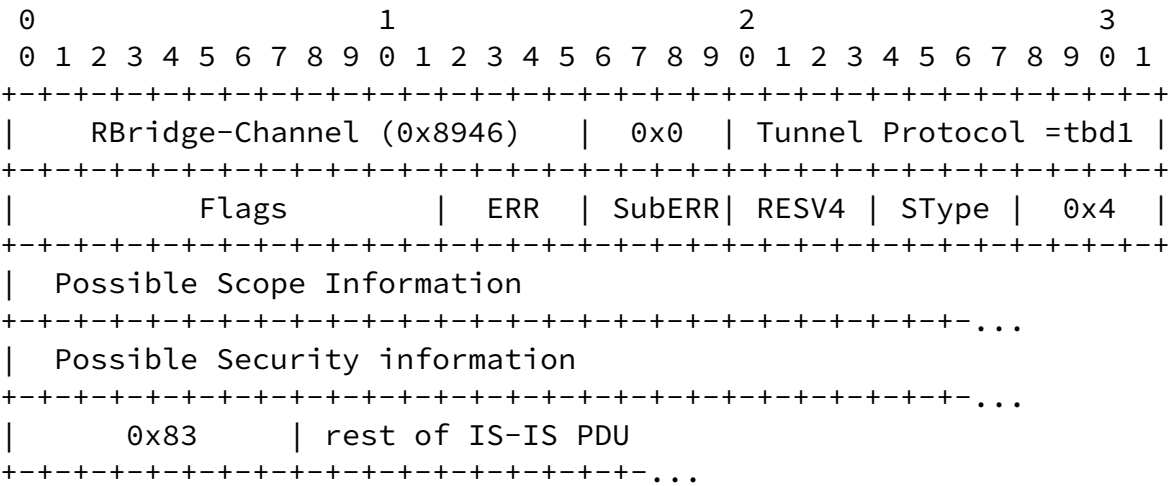 0                   1                   2                   3
 0 1 2 3 4 5 6 7 8 9 0 1 2 3 4 5 6 7 8 9 0 1 2 3 4 5 6 7 8 9 0 1
+-+-+-+-+-+-+-+-+-+-+-+-+-+-+-+-+-+-+-+-+-+-+-+-+-+-+-+-+-+-+-+-+
|    RBridge-Channel (0x8946)   |  0x0  | Tunnel Protocol =tbd1 |
+-+-+-+-+-+-+-+-+-+-+-+-+-+-+-+-+-+-+-+-+-+-+-+-+-+-+-+-+-+-+-+-+
|          Flags        |  ERR  | SubERR| RESV4 | SType |  0x4  |
+-+-+-+-+-+-+-+-+-+-+-+-+-+-+-+-+-+-+-+-+-+-+-+-+-+-+-+-+-+-+-+-+
|  Possible Scope Information
+-+-+-+-+-+-+-+-+-+-+-+-+-+-+-+-+-+-+-+-+-+-+-+-+-+-+-...
|  Possible Security information
+-+-+-+-+-+-+-+-+-+-+-+-+-+-+-+-+-+-+-+-+-+-+-+-+-+-+-...
|      0x83     | rest of IS-IS PDU
+-+-+-+-+-+-+-+-+-+-+-+-+-+-+-+-+-+-...